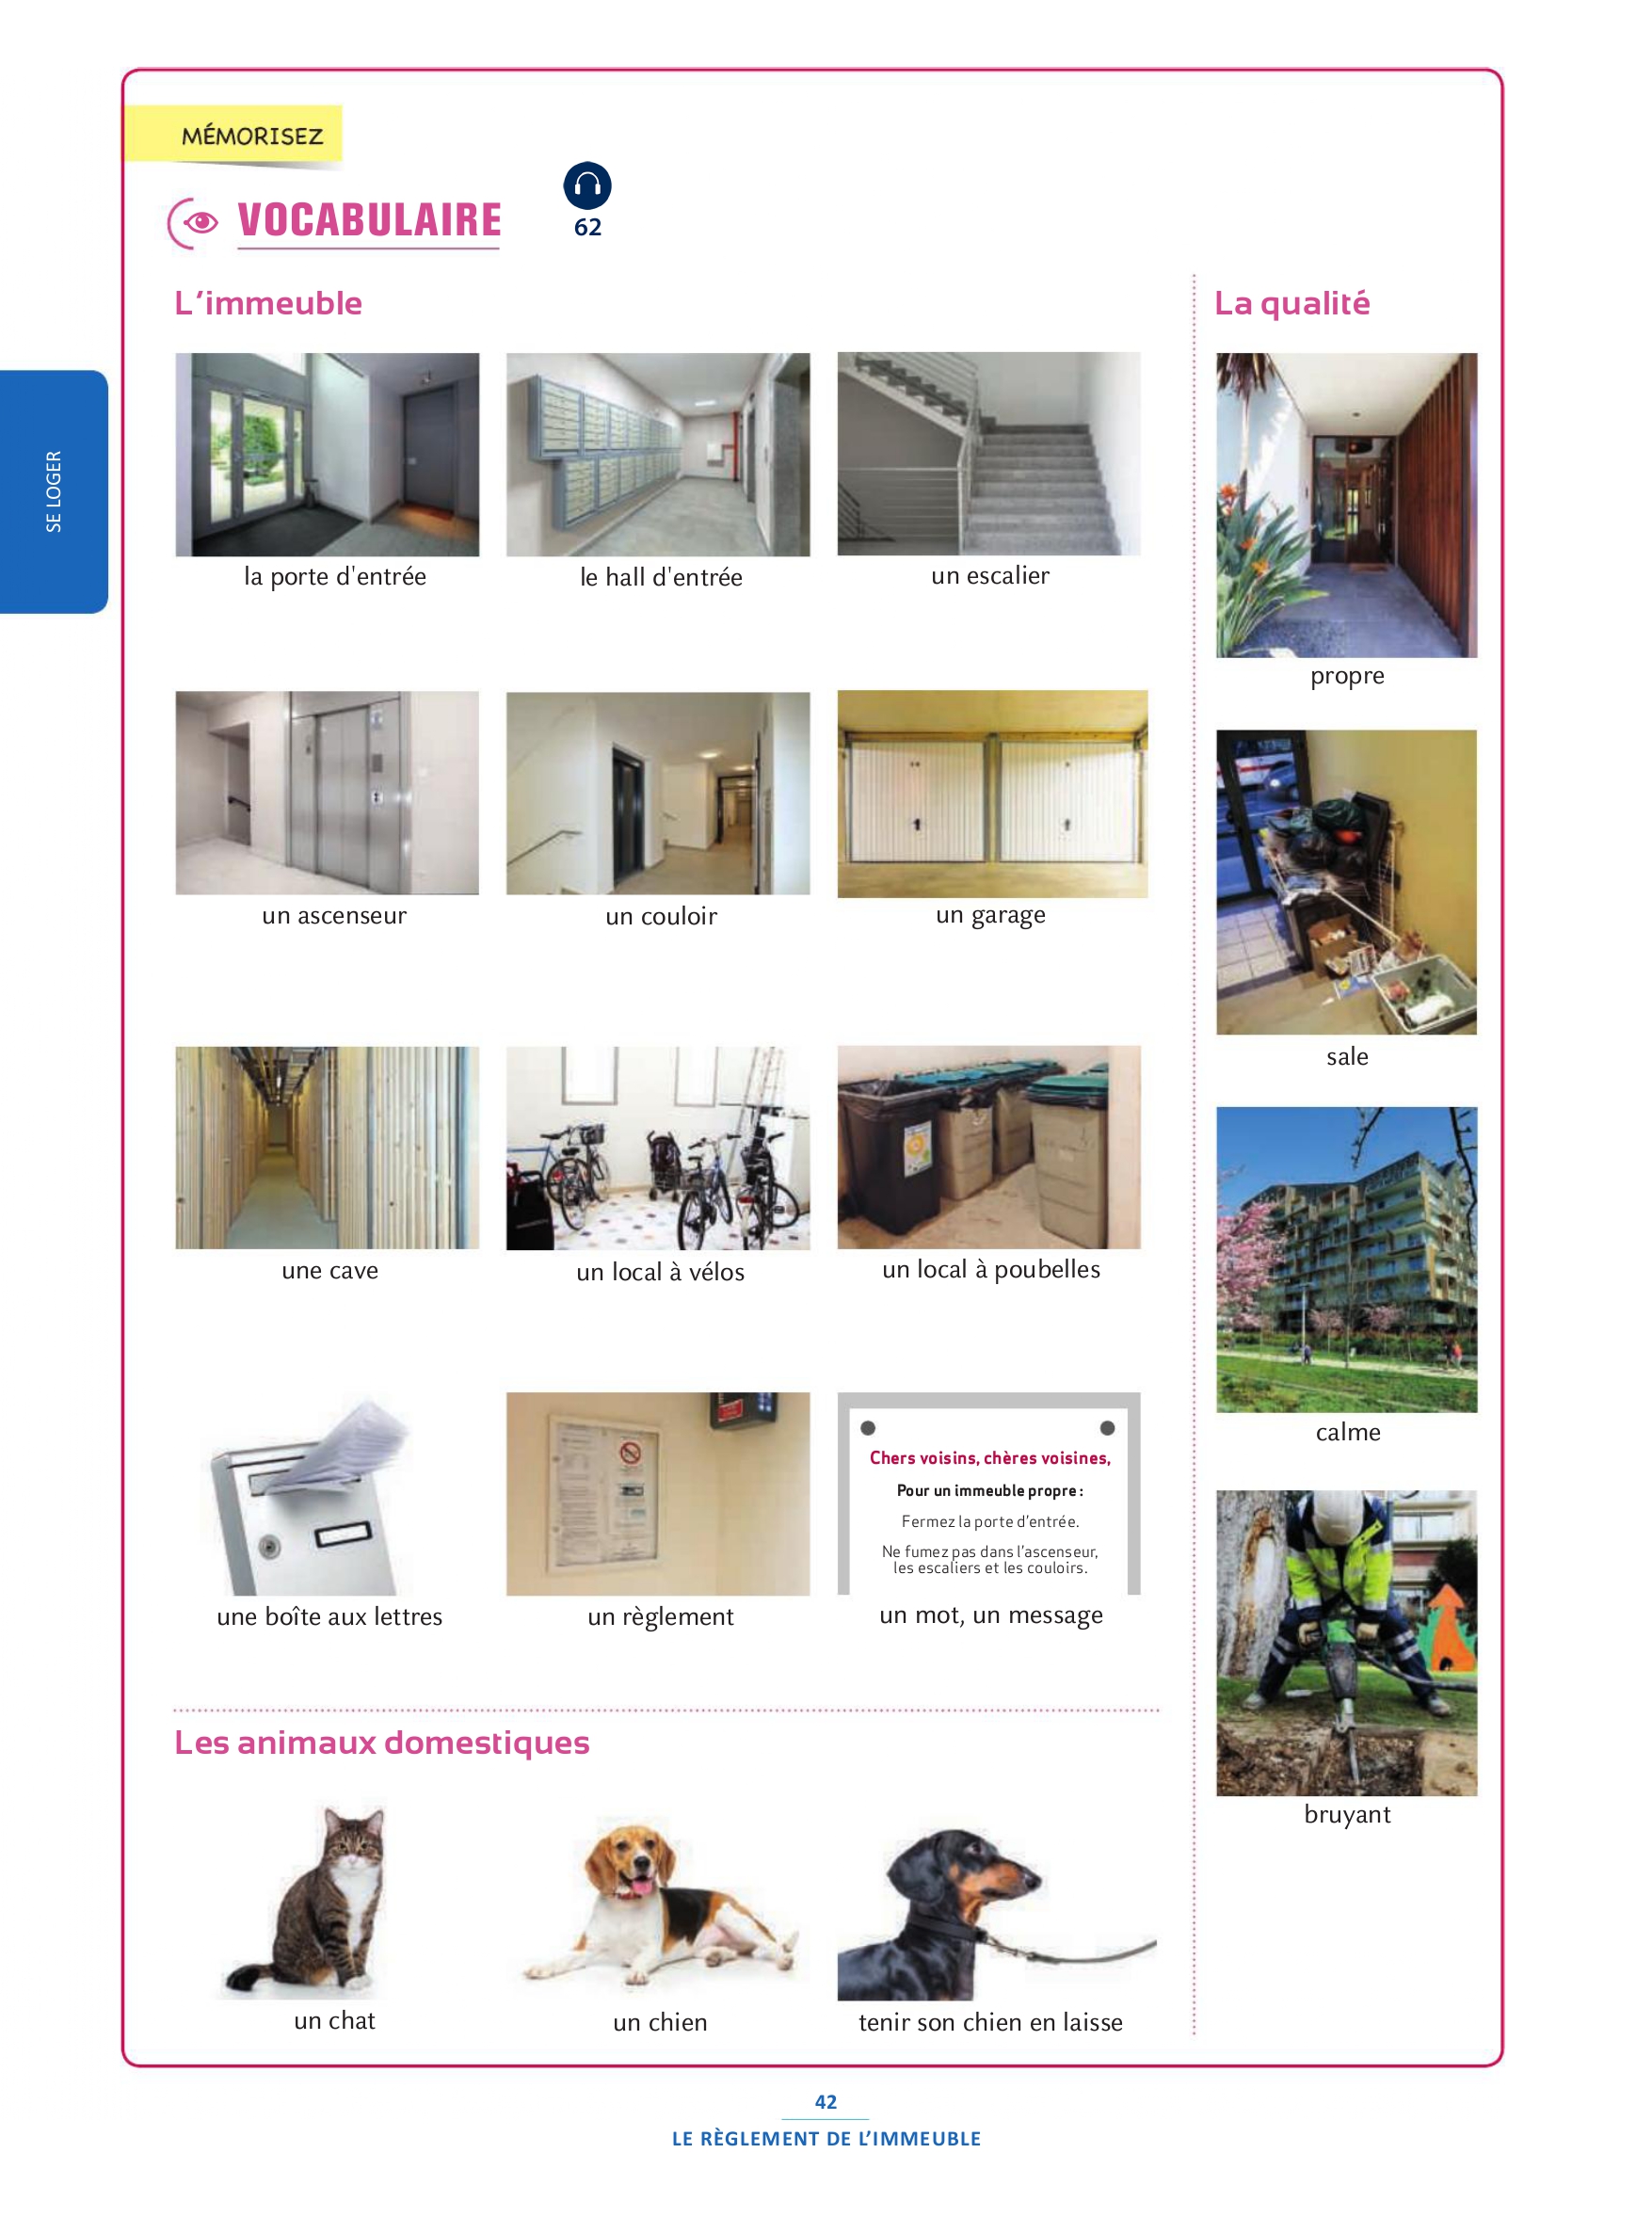 MÉMORISEZ
VOCABULAIRE
62
SE LOGER
L'immeuble
la porte d'entrée
le hall d'entrée
un escalier
un ascenseur
un couloir
un garage
une cave
un local à vélos
un local à poubelles
Chers voisins, chères voisines,
Pour un immeuble propre :
Fermez la porte d'entrée.
Ne fumez pas dans l'ascenseur,
les escaliers et les couloirs.
une boîte aux lettres
un règlement
un mot, un message
La qualité
propre
sale
calme
bruyant
Les animaux domestiques
un chat
un chien
tenir son chien en laisse
42
LE RÈGLEMENT DE L'IMMEUBLE